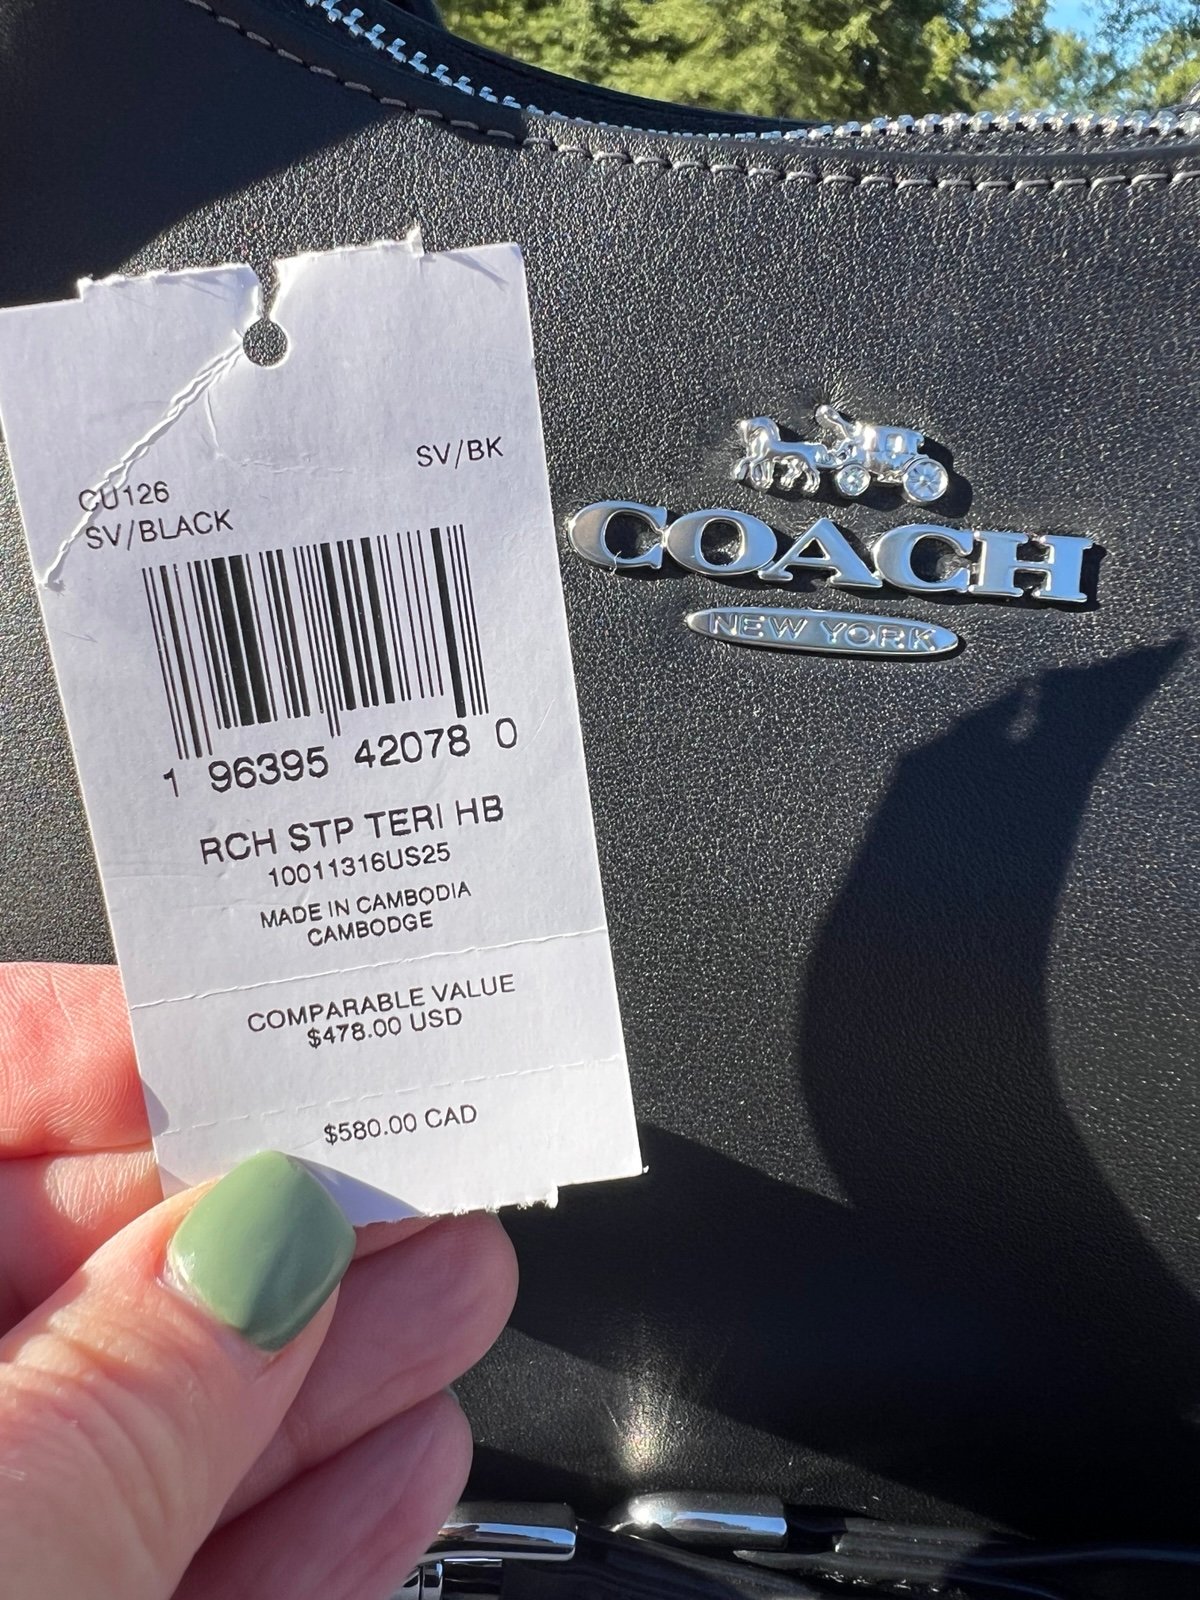 SV/BK
CU126
SV/BLACK
1 96395 42078 0
RCH STP TERI HB
10011316US25
MADE IN CAMBODIA
CAMBODGE
COMPARABLE VALUE
$478.00 USD
$580.00 CAD
COACH
NEW YORK